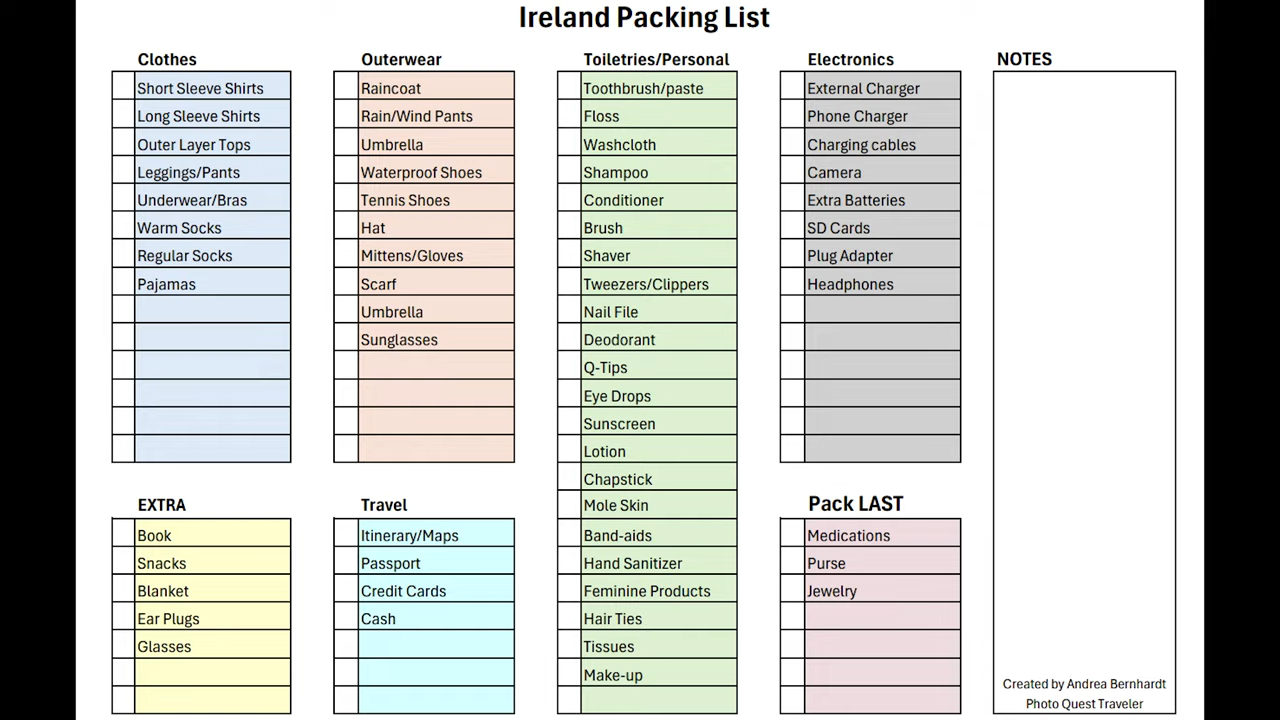 Ireland Packing List
Clothes
Short Sleeve Shirts
Long Sleeve Shirts
Outer Layer Tops
Leggings/Pants
Underwear/Bras
Warm Socks
Regular Socks
Pajamas
Outerwear
Raincoat
Rain/Wind Pants
Umbrella
Waterproof Shoes
Tennis Shoes
Hat
Mittens/Gloves
Scarf
Umbrella
Sunglasses
Toiletries/Personal
Toothbrush/paste
Floss
Washcloth
Shampoo
Conditioner
Brush
Shaver
Tweezers/Clippers
Nail File
Deodorant
Q-Tips
Eye Drops
Sunscreen
Lotion
Chapstick
Mole Skin
Band-aids
Hand Sanitizer
Feminine Products
Hair Ties
Tissues
Make-up
Electronics
External Charger
Phone Charger
Charging cables
Camera
Extra Batteries
SD Cards
Plug Adapter
Headphones
NOTES
EXTRA
Book
Snacks
Blanket
Ear Plugs
Glasses
Travel
Itinerary/Maps
Passport
Credit Cards
Cash
Pack LAST
Medications
Purse
Jewelry
Created by Andrea Bernhardt
Photo Quest Traveler